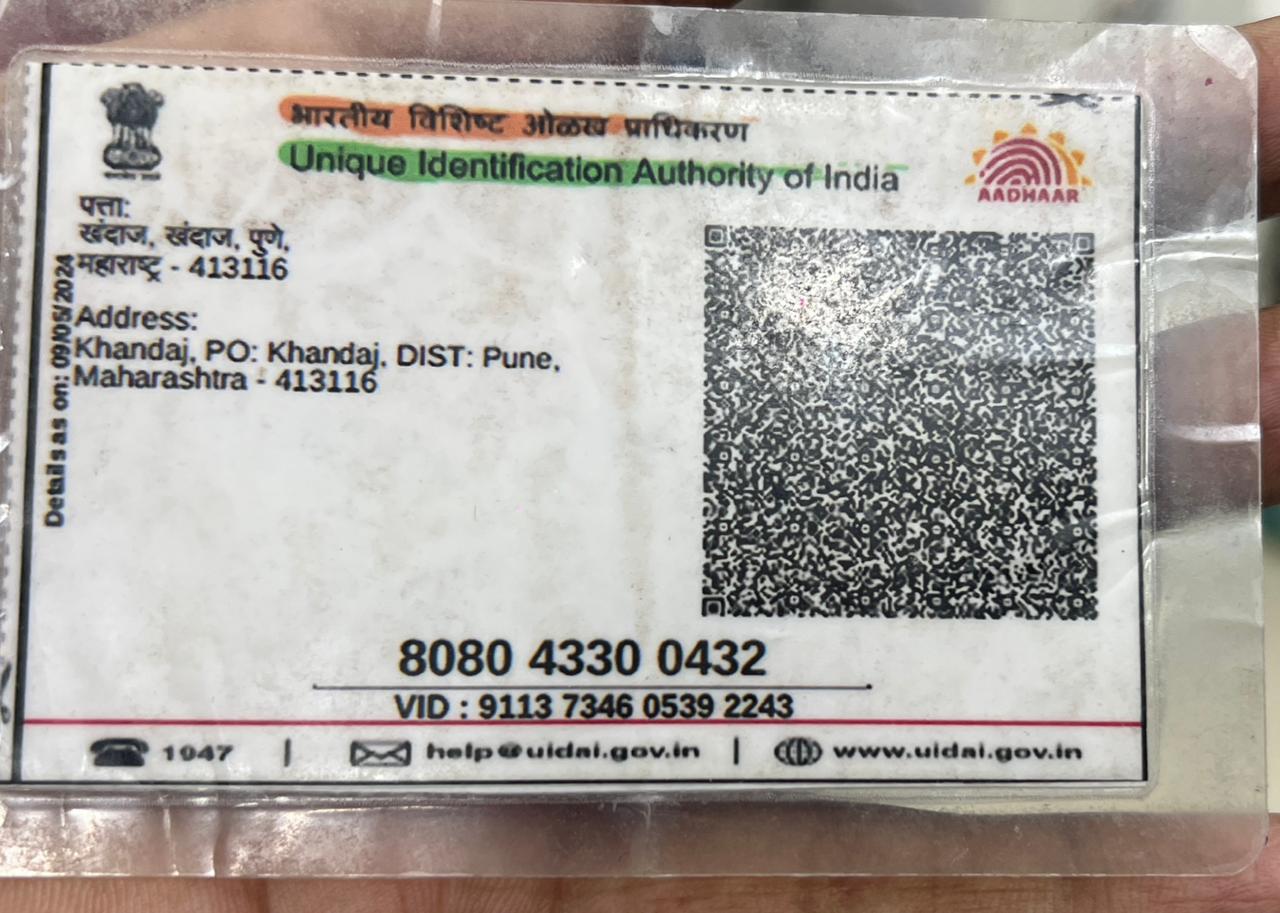 भारतीय विशिष्ट ओळख प्राधिकरण
Unique Identification Authority of India
AADHAAR
पत्ता:
खंदाज, खंदाज, पुणे,
महाराष्ट्र - 413116
Address:
Khandaj, PO: Khandaj, DIST: Pune,
Maharashtra - 413116
Details as on: 09/05/2024
8080 4330 0432
VID : 9113 7346 0539 2243
1947 | help@uidai.gov.in | www.uidai.gov.in